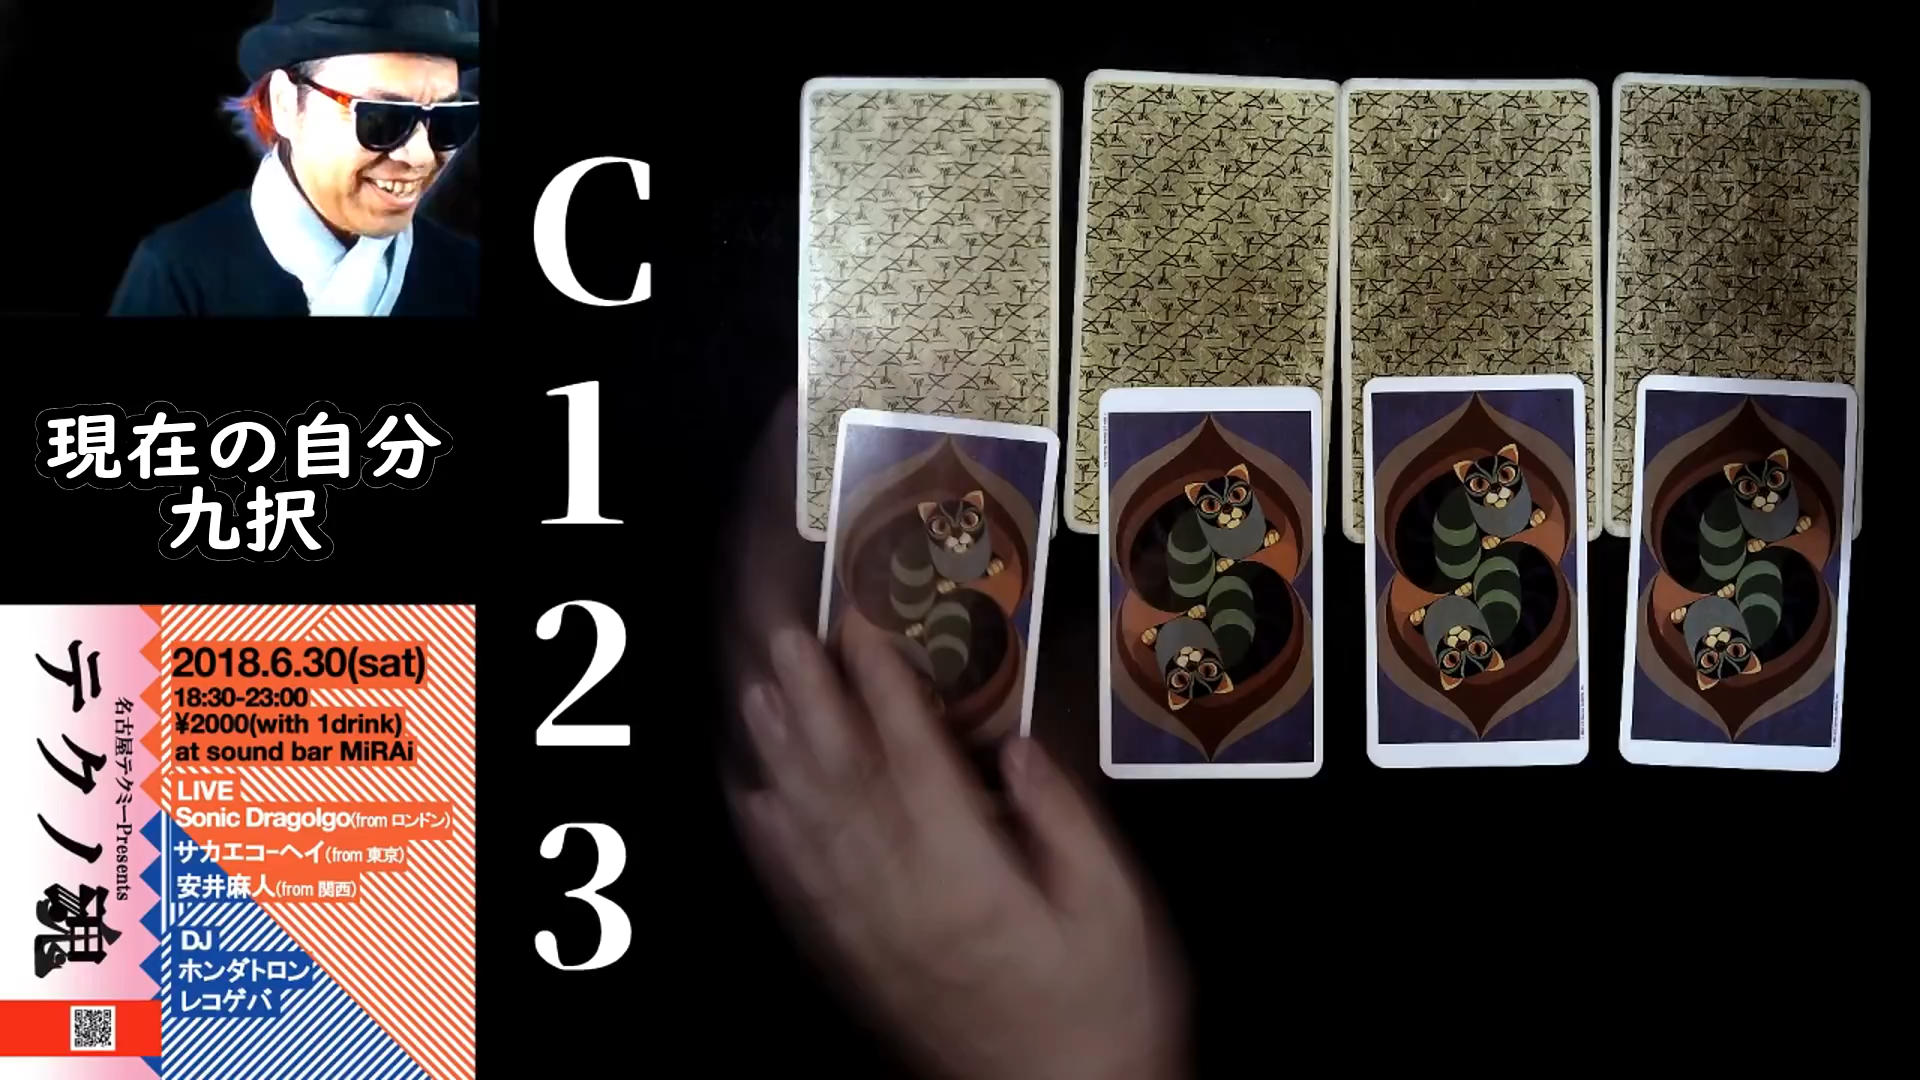 現在の自分
九択
C
1
2
3
テクノ魂
名古屋テクミーPresents
2018.6.30(sat)
18:30-23:00
¥2000(with 1drink)
at sound bar MiRAi
LIVE
Sonic Dragolgo(from ロンドン)
サカエコーヘイ(from 東京)
安井麻人(from 関西)
DJ
ホンダトロン
レコゲバ